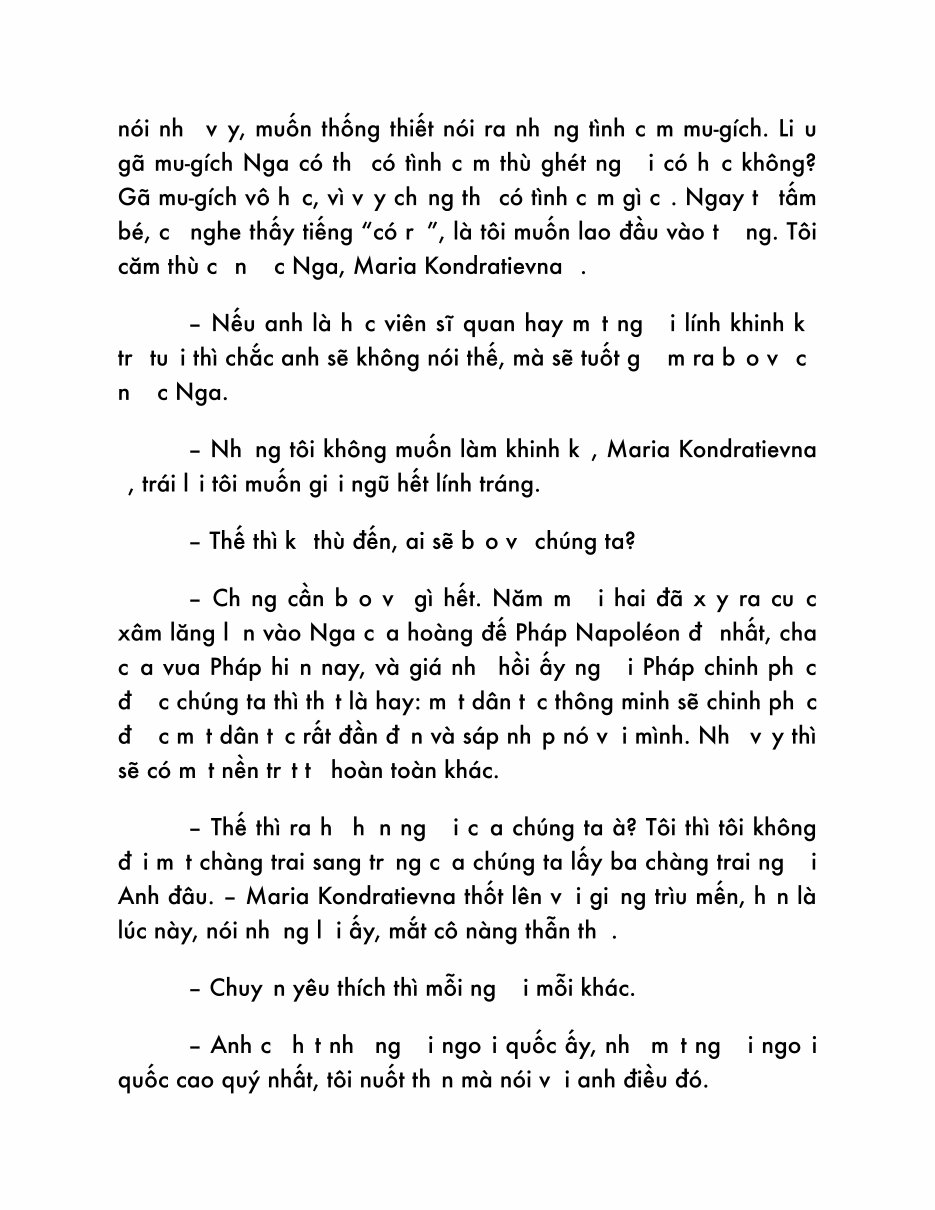 nói nh v y, muốn thống thiết nói ra nh ng tình c m mu-gích. Li u
gã mu-gích Nga có th có tình c m thù ghét ng i có h c không?
Gã mu-gích vô h c, vì v y ch ng th có tình c m gì c . Ngay t tấm
bé, c nghe thấy tiếng “có r ”, là tôi muốn lao đầu vào t ng. Tôi
căm thù c n c Nga, Maria Kondratievna .
– Nếu anh là h c viên sĩ quan hay m t ng i lính khinh k
tr tu i thì chắc anh sẽ không nói thế, mà sẽ tuốt g m ra b o v c
n c Nga.
– Nh ng tôi không muốn làm khinh k , Maria Kondratievna
, trái l i tôi muốn gi i ngũ hết lính tráng.
– Thế thì k thù đến, ai sẽ b o v chúng ta?
– Ch ng cần b o v gì hết. Năm m i hai đã x y ra cu c
xâm lăng l n vào Nga c a hoàng đế Pháp Napoléon đ nhất, cha
c a vua Pháp hi n nay, và giá nh hồi ấy ng i Pháp chinh ph c
đ c chúng ta thì th t là hay: m t dân t c thông minh sẽ chinh ph c
đ c m t dân t c rất đần đ n và sáp nh p nó v i mình. Nh v y thì
sẽ có m t nền tr t t hoàn toàn khác.
– Thế thì ra h h n ng i c a chúng ta à? Tôi thì tôi không
đ i m t chàng trai sang tr ng c a chúng ta lấy ba chàng trai ng i
Anh đâu. – Maria Kondratievna thốt lên v i gi ng trìu mến, h n là
lúc này, nói nh ng l i ấy, mắt cô nàng thẫn th .
– Chuy n yêu thích thì mỗi ng i mỗi khác.
– Anh c h t nh ng i ngo i quốc ấy, nh m t ng i ngo i
quốc cao quý nhất, tôi nuốt th n mà nói v i anh điều đó.